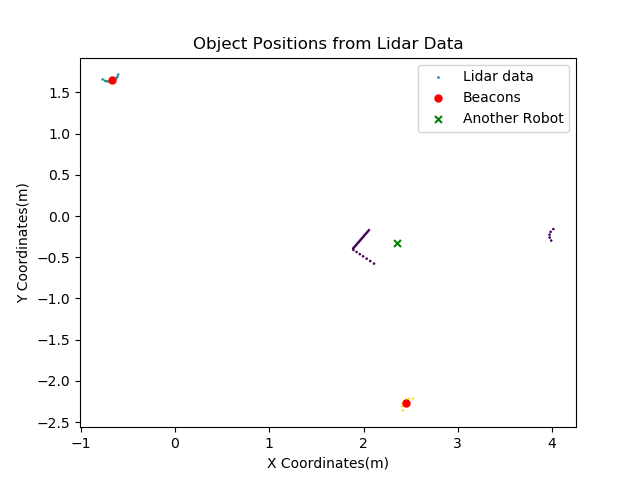 Object Positions from Lidar Data
Lidar data
Beacons
Another Robot
1.5
1.0
0.5
0.0
−0.5
−1.0
−1.5
−2.0
−2.5
Y Coordinates(m)
−1
0
1
2
3
4
X Coordinates(m)